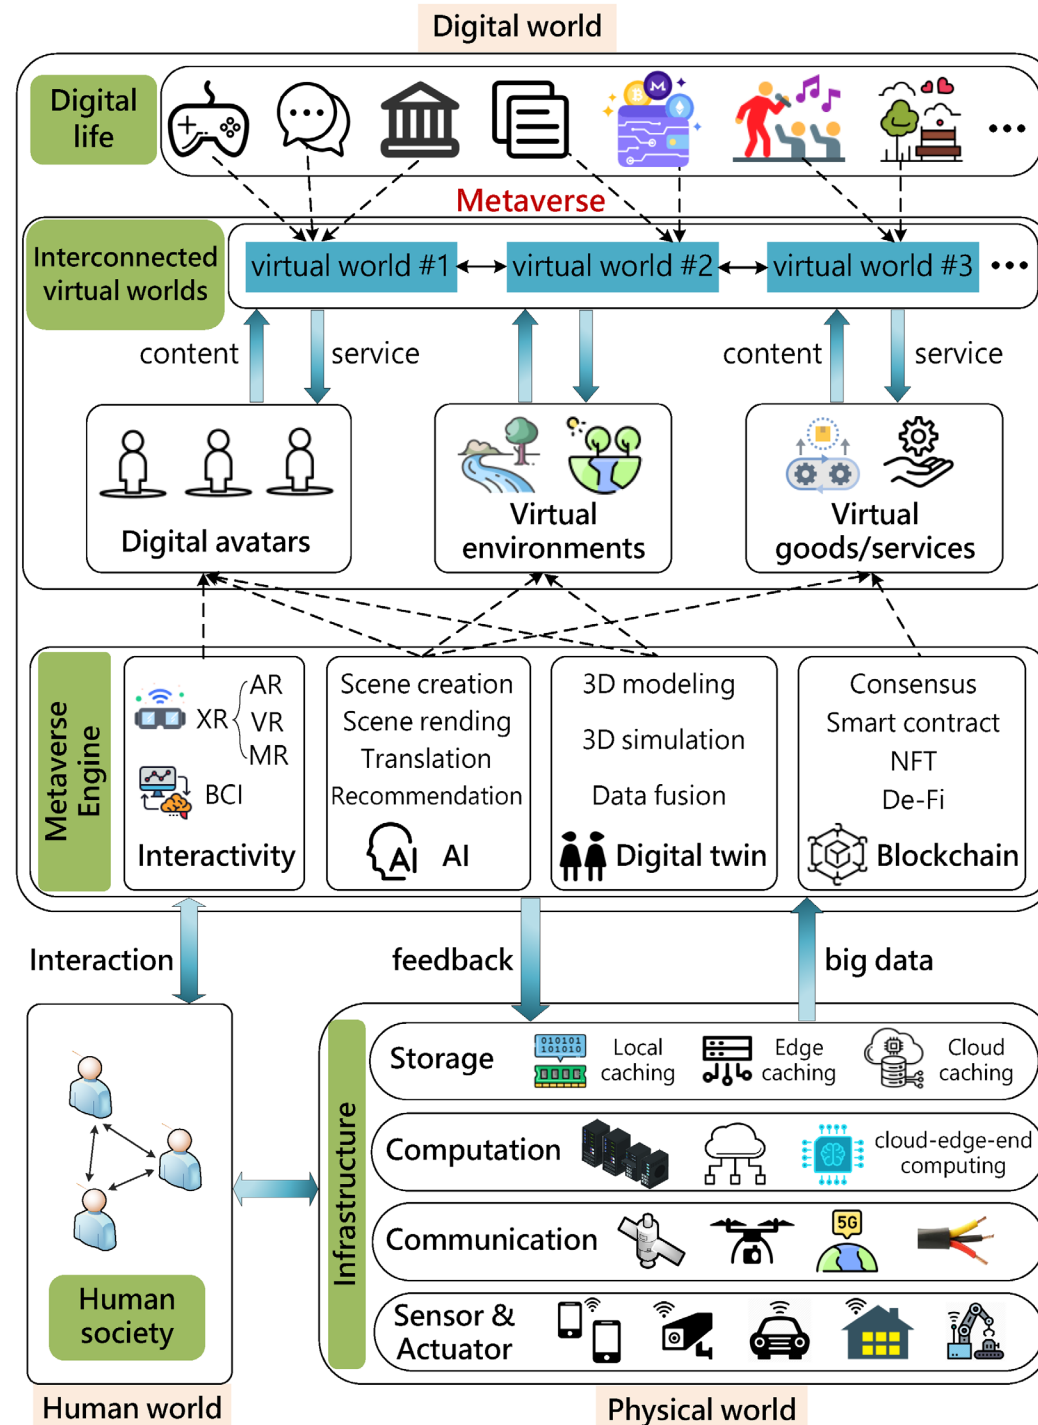 Digital world
Digital
life
Metaverse
Interconnected
virtual worlds
virtual world #1
virtual world #2
virtual world #3
content
service
content
service
Digital avatars
Virtual
environments
Virtual
goods/services
Metaverse
Engine
XR
AR
VR
MR
BCI
Interactivity
Scene creation
Scene rending
Translation
Recommendation
AI
AI
3D modeling
3D simulation
Data fusion
Digital twin
Consensus
Smart contract
NFT
De-Fi
Blockchain
Interaction
feedback
big data
Human
society
Human world
Infrastructure
Storage
010101
101010
Local
caching
Edge
caching
Cloud
caching
Computation
cloud-edge-end
computing
Communication
5G
Sensor &
Actuator
Physical world